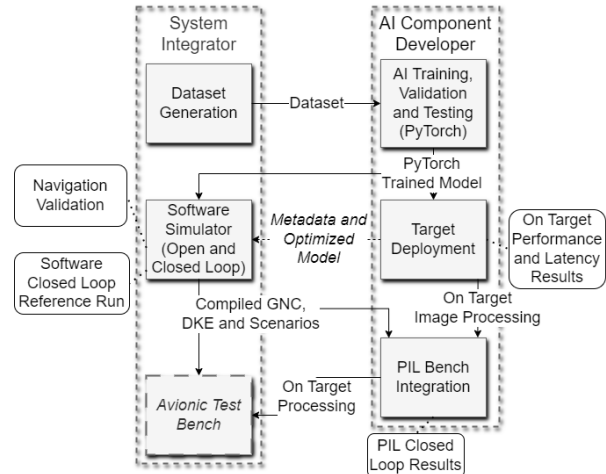 System
Integrator
AI Component
Developer
Dataset
Generation
Dataset
AI Training,
Validation
and Testing
(PyTorch)
PyTorch
Trained Model
Navigation
Validation
Software
Simulator
(Open and
Closed Loop)
Metadata and
Optimized
Model
Target
Deployment
On Target
Performance
and Latency
Results
Software
Closed Loop
Reference Run
Compiled GNC,
DKE and Scenarios
On Target
Image Processing
PIL Bench
Integration
On Target
Processing
Avionic Test
Bench
PIL Closed
Loop Results